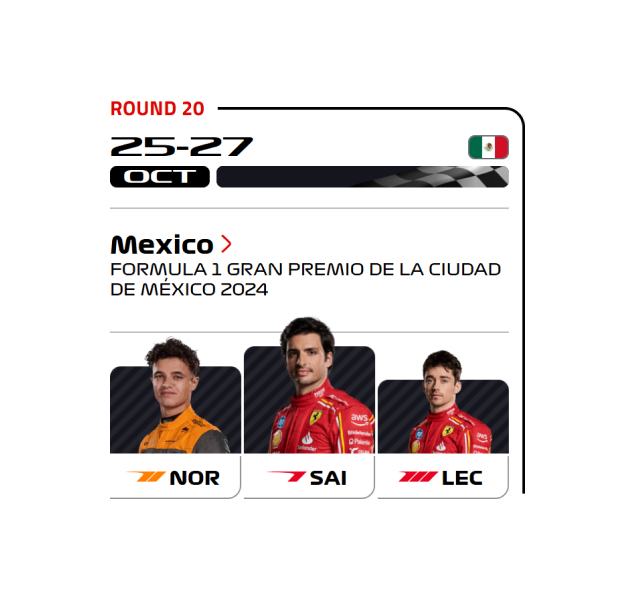 ROUND 20
25-27
OCT
Mexico
FORMULA 1 GRAN PREMIO DE LA CIUDAD
DE MÉXICO 2024
aws
NOR
SAI
LEC